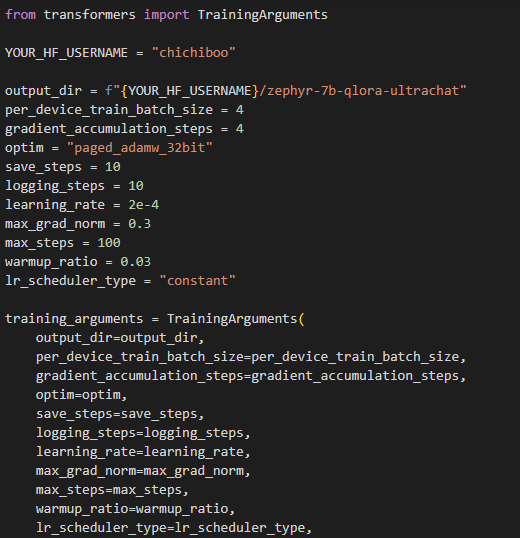 from transformers import TrainingArguments
YOUR_HF_USERNAME = "chichiboo"
output_dir = f"{YOUR_HF_USERNAME}/zephyr-7b-qlora-ultrachat"
per_device_train_batch_size = 4
gradient_accumulation_steps = 4
optim = "paged_adamw_32bit"
save_steps = 10
logging_steps = 10
learning_rate = 2e-4
max_grad_norm = 0.3
max_steps = 100
warmup_ratio = 0.03
lr_scheduler_type = "constant"
training_arguments = TrainingArguments(
    output_dir=output_dir,
    per_device_train_batch_size=per_device_train_batch_size,
    gradient_accumulation_steps=gradient_accumulation_steps,
    optim=optim,
    save_steps=save_steps,
    logging_steps=logging_steps,
    learning_rate=learning_rate,
    max_grad_norm=max_grad_norm,
    max_steps=max_steps,
    warmup_ratio=warmup_ratio,
    lr_scheduler_type=lr_scheduler_type,